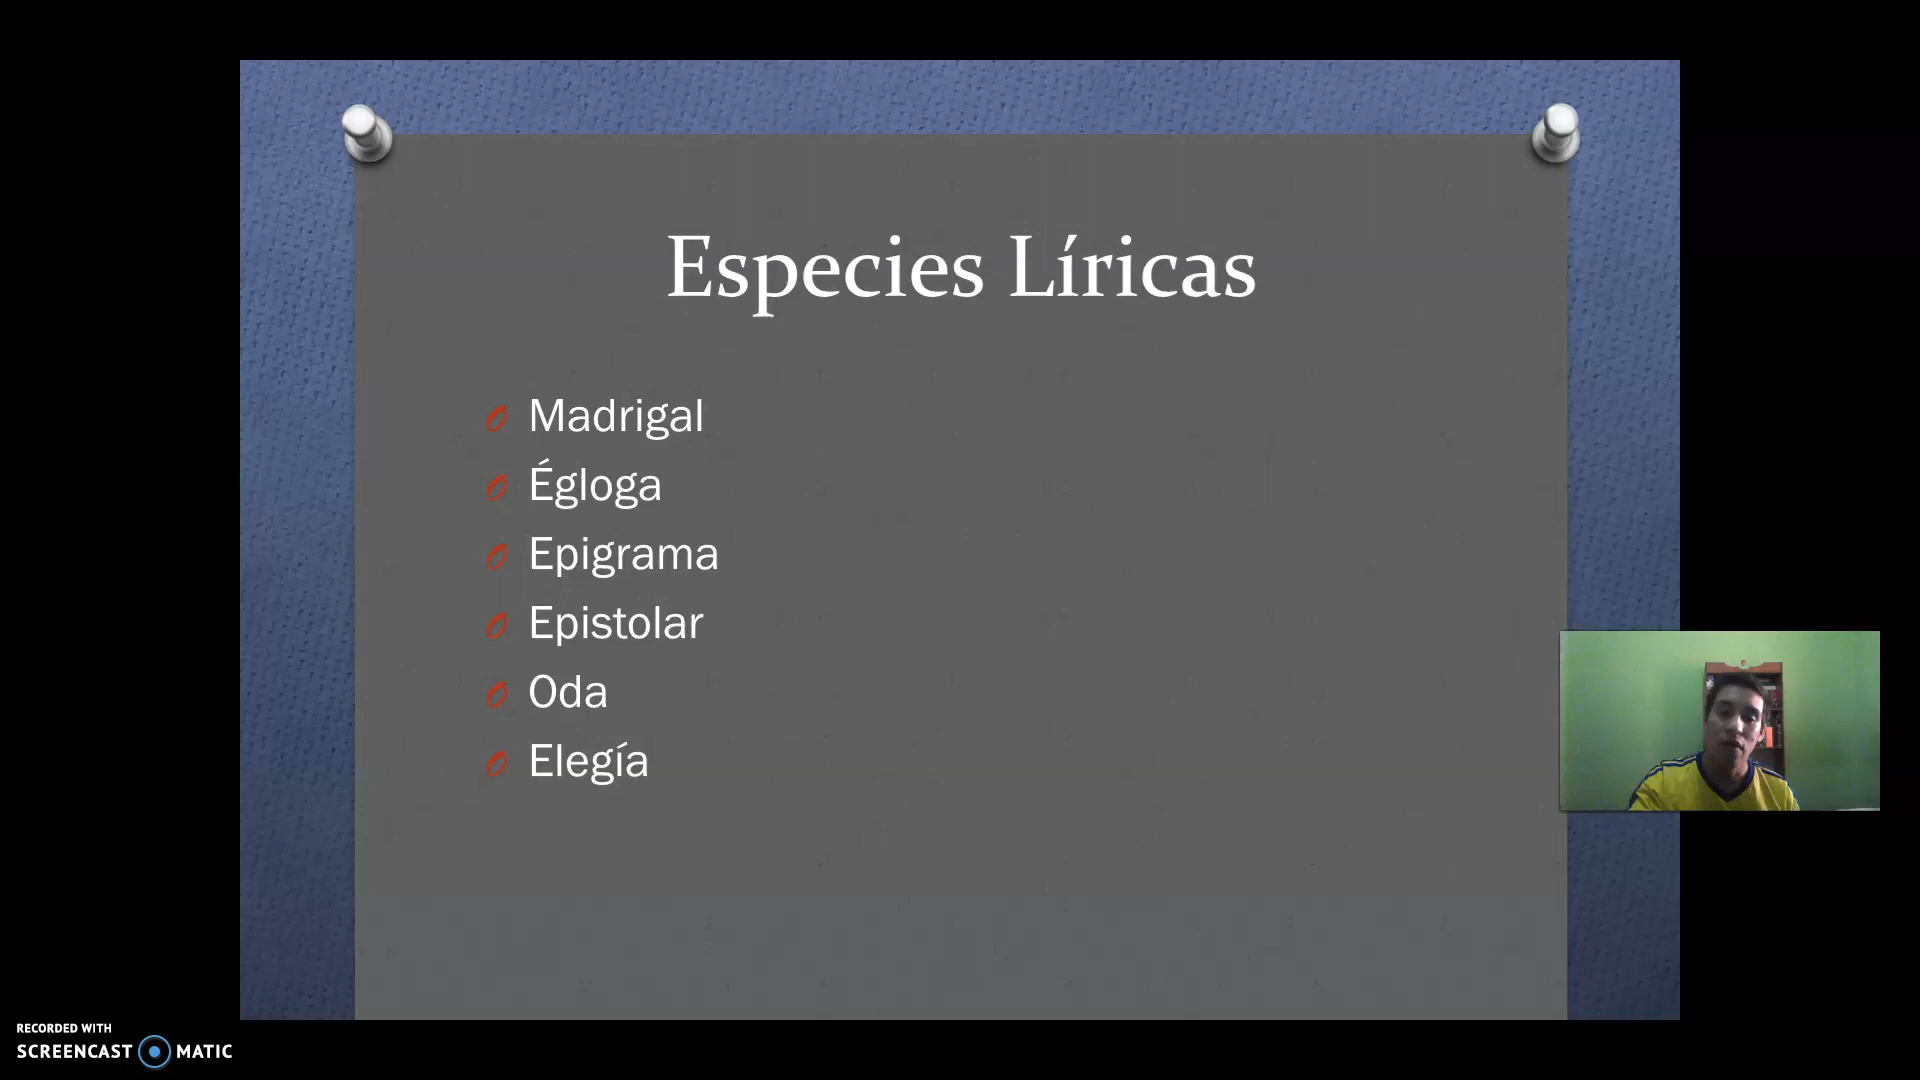 Especies Líricas
Madrigal
Égloga
Epigrama
Epistolar
Oda
Elegía
RECORDED WITH
SCREENCAST MATIC